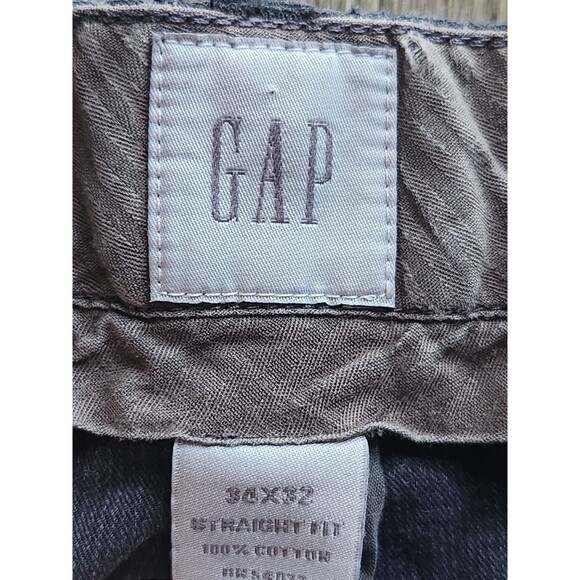 GAP
34X32
STRAIGHT FIT
100% COTTON